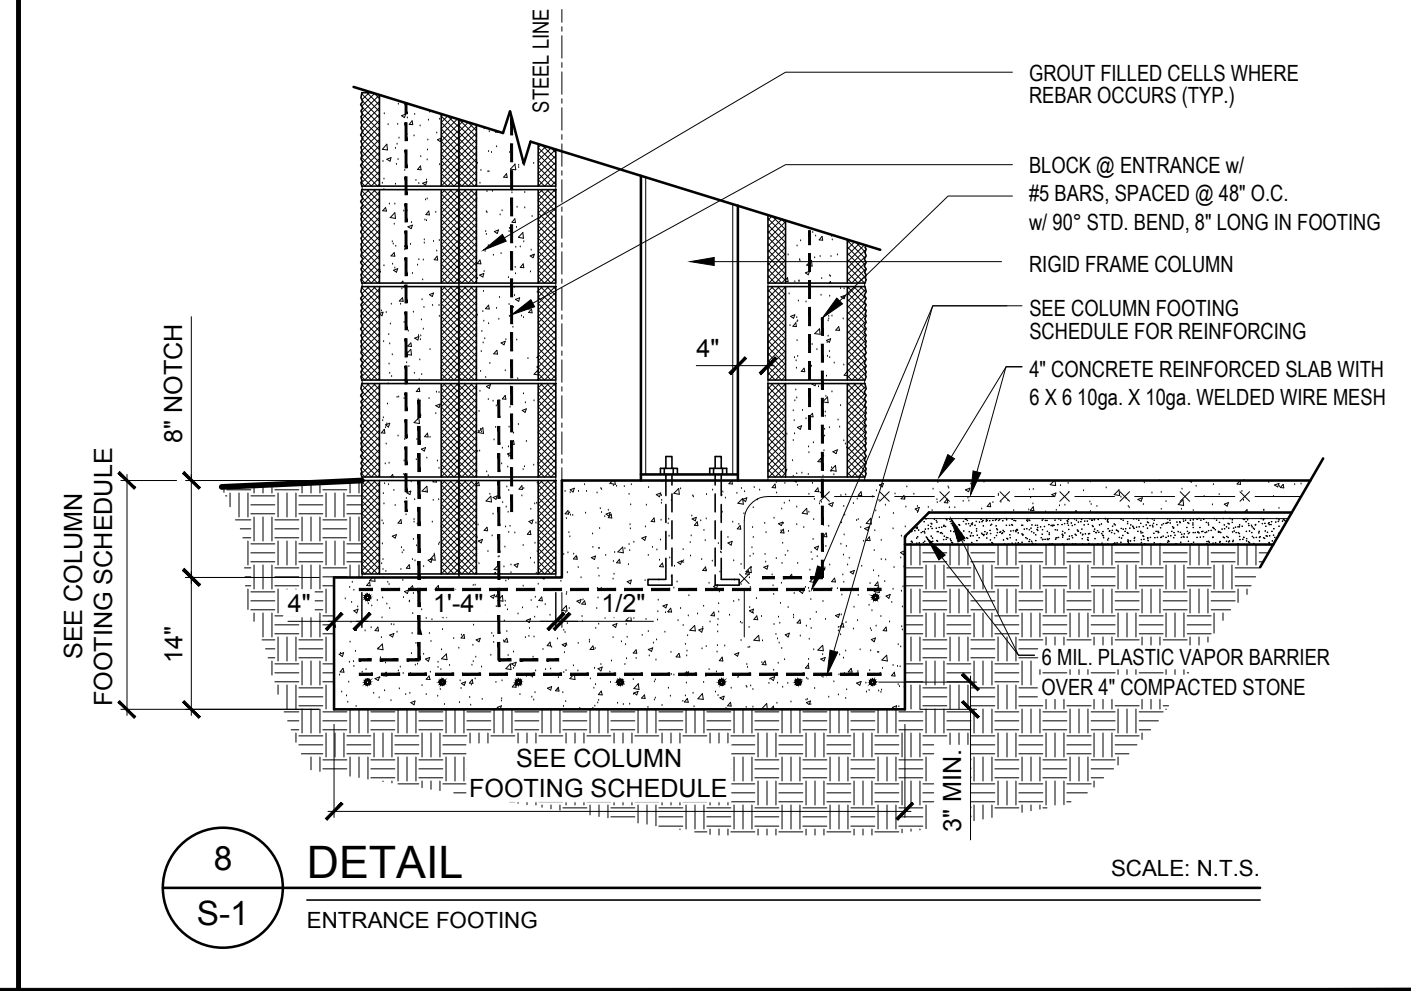 STEEL LINE
GROUT FILLED CELLS WHERE
REBAR OCCURS (TYP.)
BLOCK @ ENTRANCE w/
#5 BARS, SPACED @ 48" O.C.
w/ 90° STD. BEND, 8" LONG IN FOOTING
RIGID FRAME COLUMN
SEE COLUMN FOOTING
SCHEDULE FOR REINFORCING
4" CONCRETE REINFORCED SLAB WITH
6 X 6 10ga. X 10ga. WELDED WIRE MESH
4"
8" NOTCH
SEE COLUMN
FOOTING SCHEDULE
14"
4"
1'-4"
1/2"
6 MIL. PLASTIC VAPOR BARRIER
OVER 4" COMPACTED STONE
SEE COLUMN
FOOTING SCHEDULE
3" MIN.
8
S-1
DETAIL
SCALE: N.T.S.
ENTRANCE FOOTING